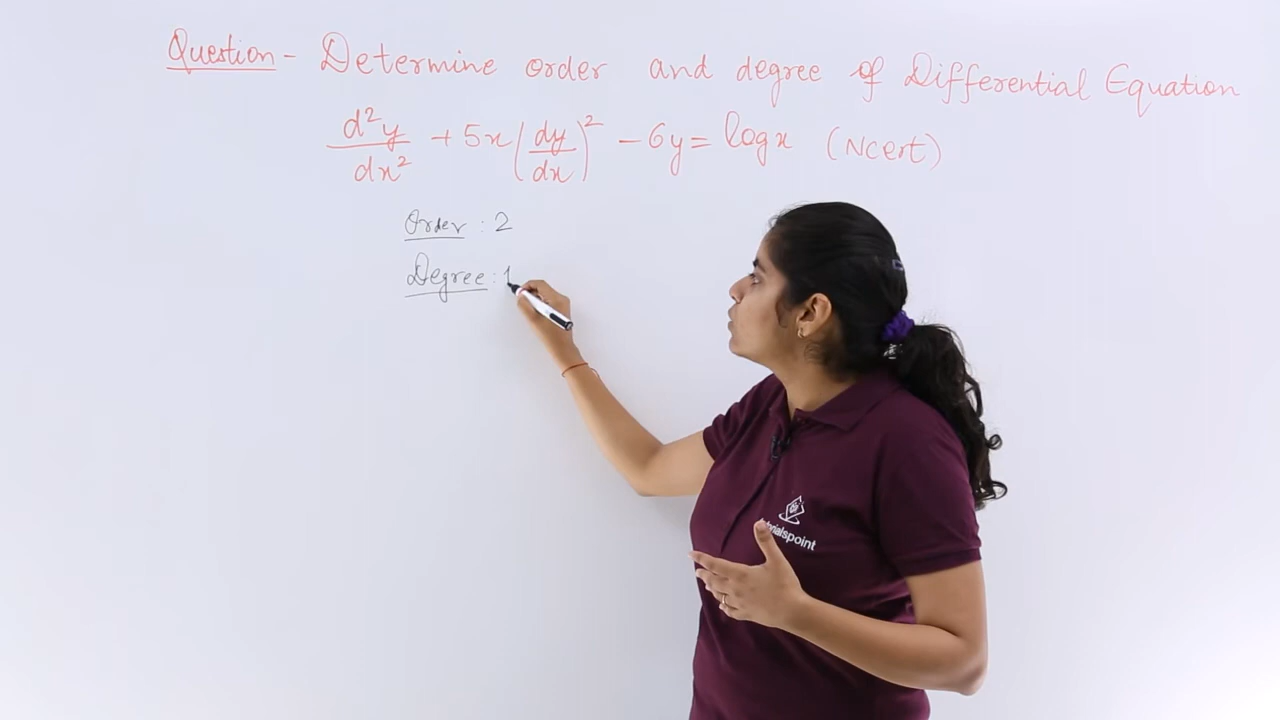 Question - Determine order and degree of Differential Equation
d²y/dx² + 5x(dy/dx)² - 6y = log x (Ncert)
Order : 2
Degree : 1